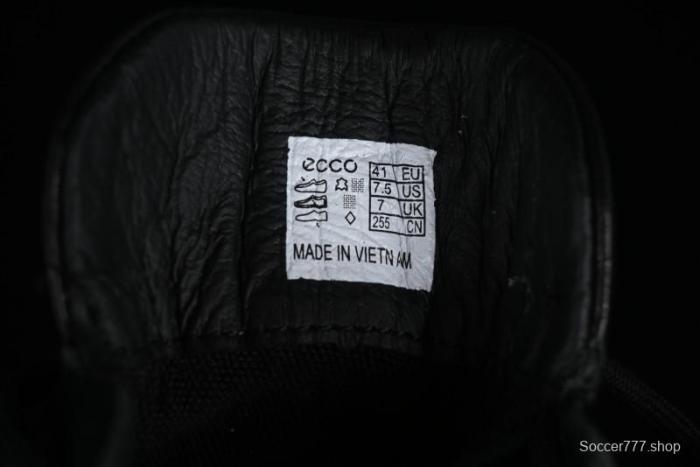 ecco
41 EU
7.5 US
7 UK
255 CN
MADE IN VIETNAM
Soccer777.shop